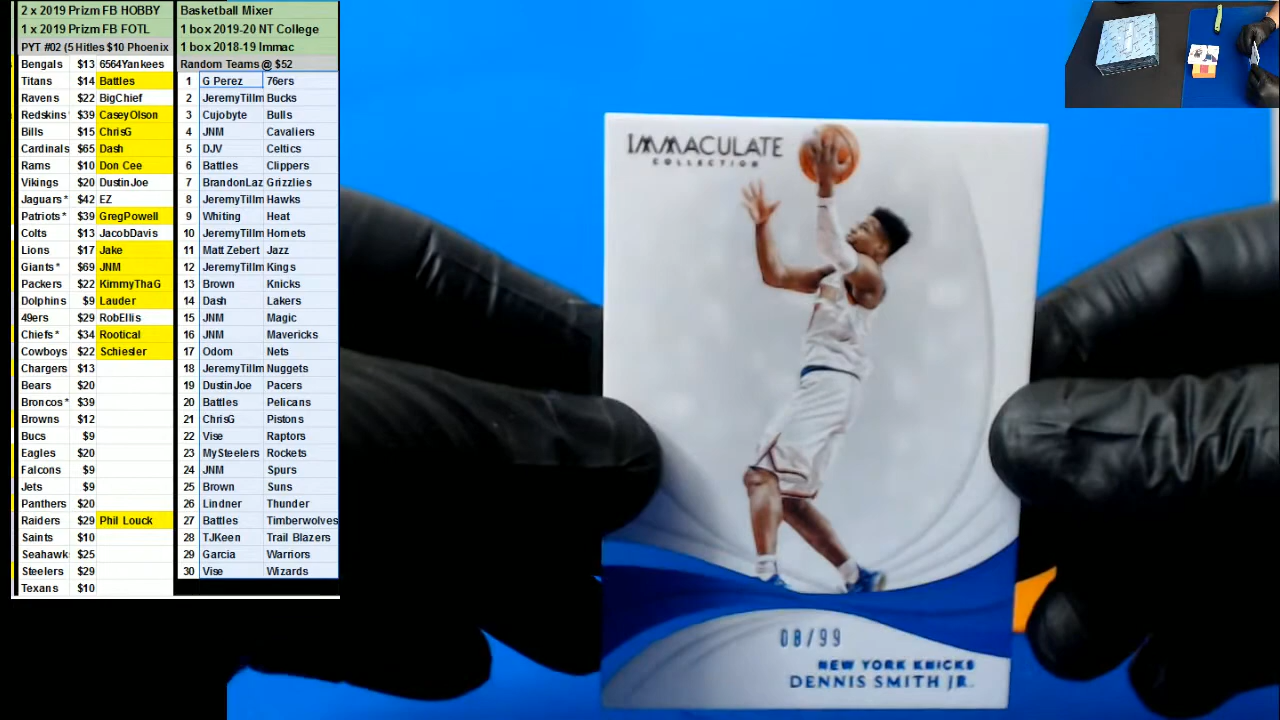 2 x 2019 Prizm FB HOBBY
1 x 2019 Prizm FB FOTL
PYT #02 (5 Hitles $10 Phoenix
Bengals $13 6564Yankees
Titans $14 Battles
Ravens $22 BigChief
Redskins $39 CaseyOlson
Bills $15 ChrisG
Cardinals $65 Dash
Rams $10 Don Cee
Vikings $20 DustinJoe
Jaguars * $42 EZ
Patriots * $39 GregPowell
Colts $13 JacobDavis
Lions $17 Jake
Giants * $69 JNM
Packers $22 KimmyThaG
Dolphins $9 Lauder
49ers $29 RobEllis
Chiefs * $34 Rootical
Cowboys $22 Schiesler
Chargers $13
Bears $20
Broncos * $39
Browns $12
Bucs $9
Eagles $20
Falcons $9
Jets $9
Panthers $20
Raiders $29 Phil Louck
Saints $10
Seahawk $25
Steelers $29
Texans $10
Basketball Mixer
1 box 2019-20 NT College
1 box 2018-19 Immac
Random Teams @ $52
1 G Perez 76ers
2 JeremyTillm Bucks
3 Cujobyte Bulls
4 JNM Cavaliers
5 DJV Celtics
6 Battles Clippers
7 BrandonLaz Grizzlies
8 JeremyTillm Hawks
9 Whiting Heat
10 JeremyTillm Hornets
11 Matt Zebert Jazz
12 JeremyTillm Kings
13 Brown Knicks
14 Dash Lakers
15 JNM Magic
16 JNM Mavericks
17 Odom Nets
18 JeremyTillm Nuggets
19 DustinJoe Pacers
20 Battles Pelicans
21 ChrisG Pistons
22 Vise Raptors
23 MySteelers Rockets
24 JNM Spurs
25 Brown Suns
26 Lindner Thunder
27 Battles Timberwolves
28 TJKeen Trail Blazers
29 Garcia Warriors
30 Vise Wizards
IMMACULATE
COLLECTION
08/99
NEW YORK KNICKS
DENNIS SMITH JR.